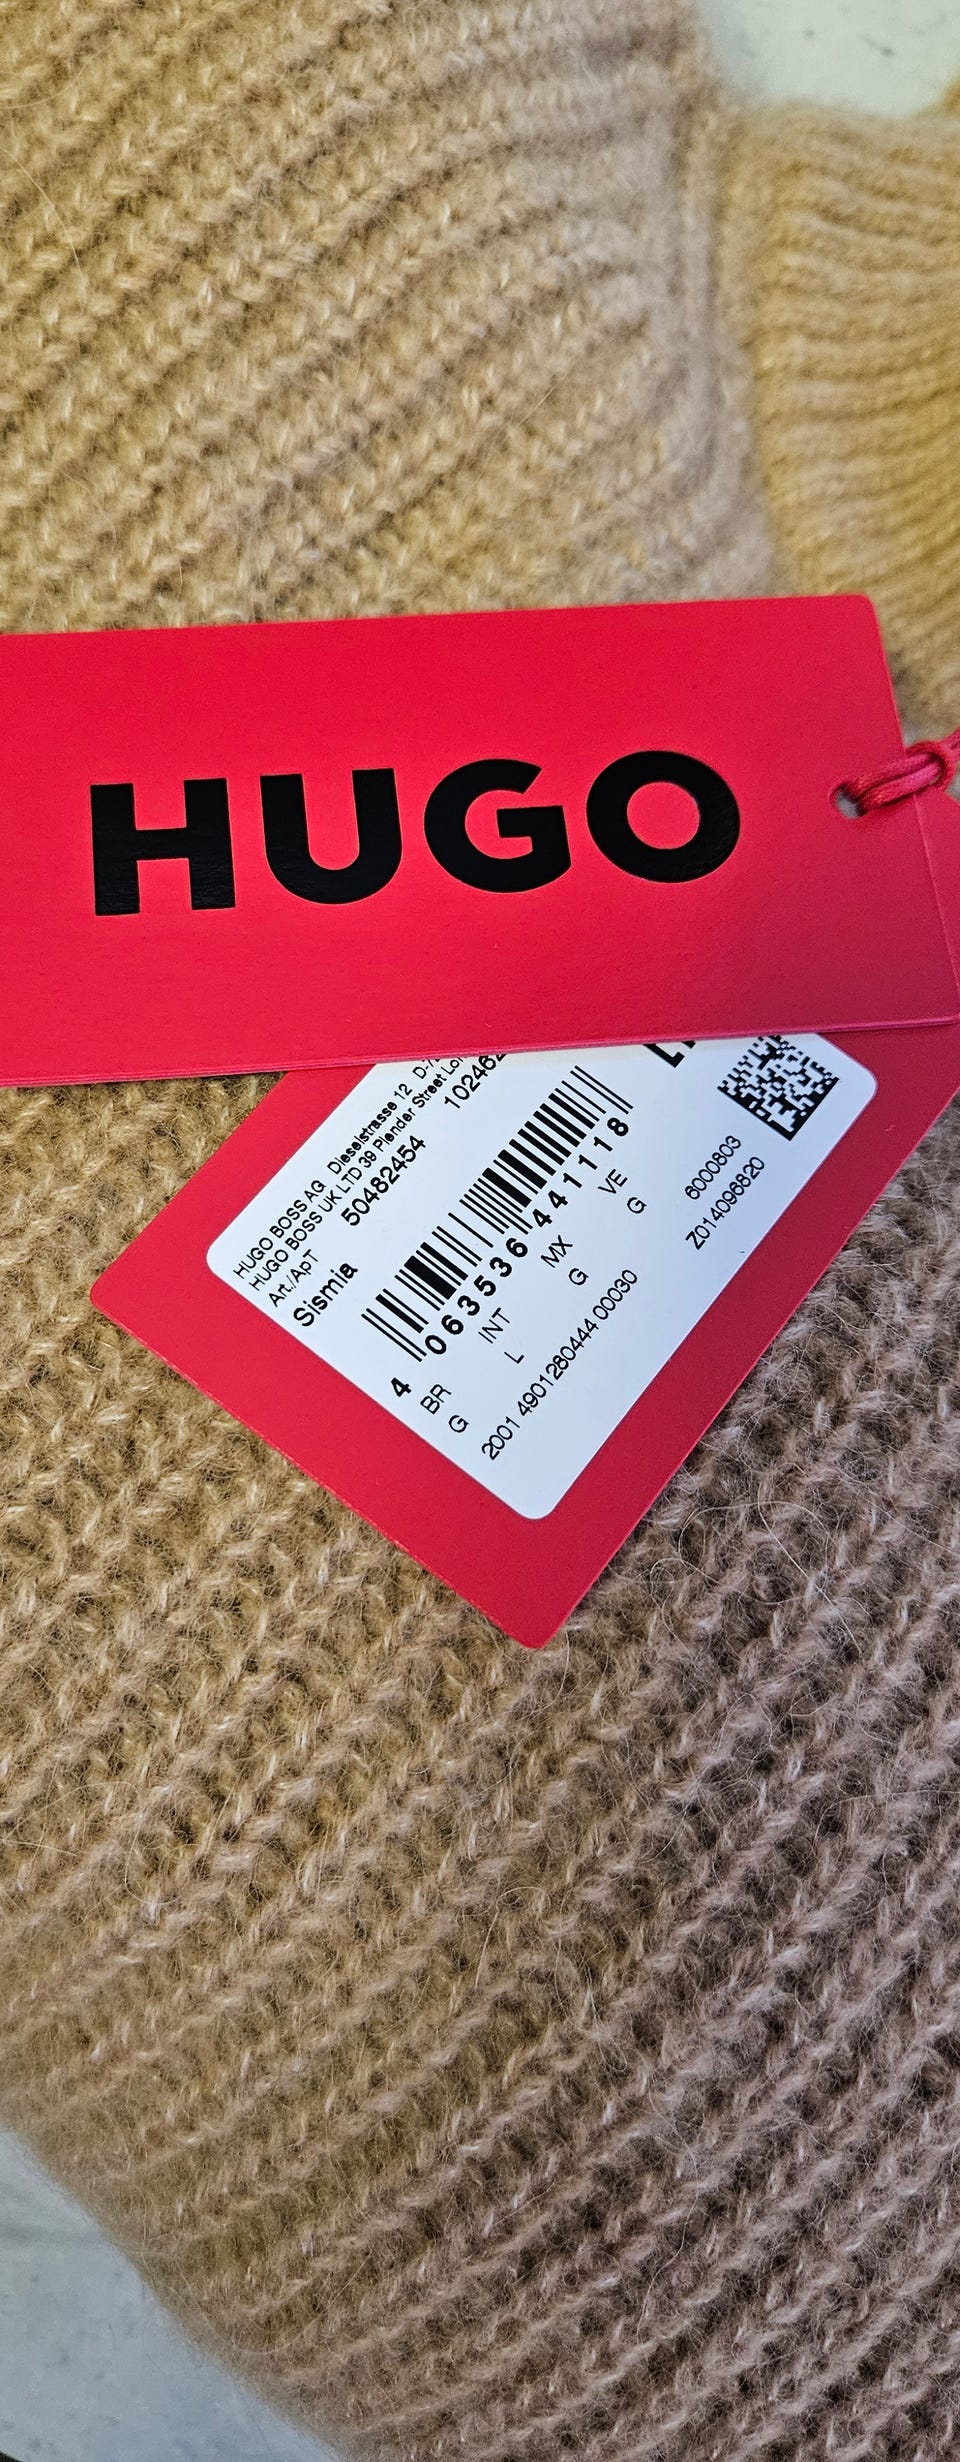 HUGO
HUGO BOSS AG Dieselstrasse 12
HUGO BOSS UK LTD 39 Plender Street
Art./ApT 50482454
Sismia
4 063536 441118
BR INT MX VE
G L G G
2001 4901280444 00030
6000803
Z014096820